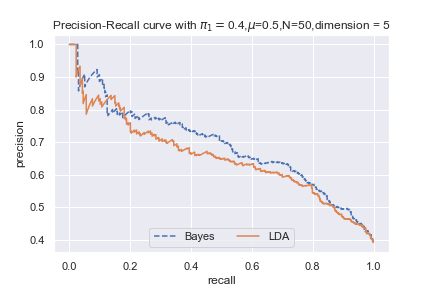 Precision-Recall curve with π₁ = 0.4,μ=0.5,N=50,dimension = 5
1.0
0.9
0.8
0.7
0.6
0.5
0.4
precision
Bayes LDA
0.0 0.2 0.4 0.6 0.8 1.0
recall